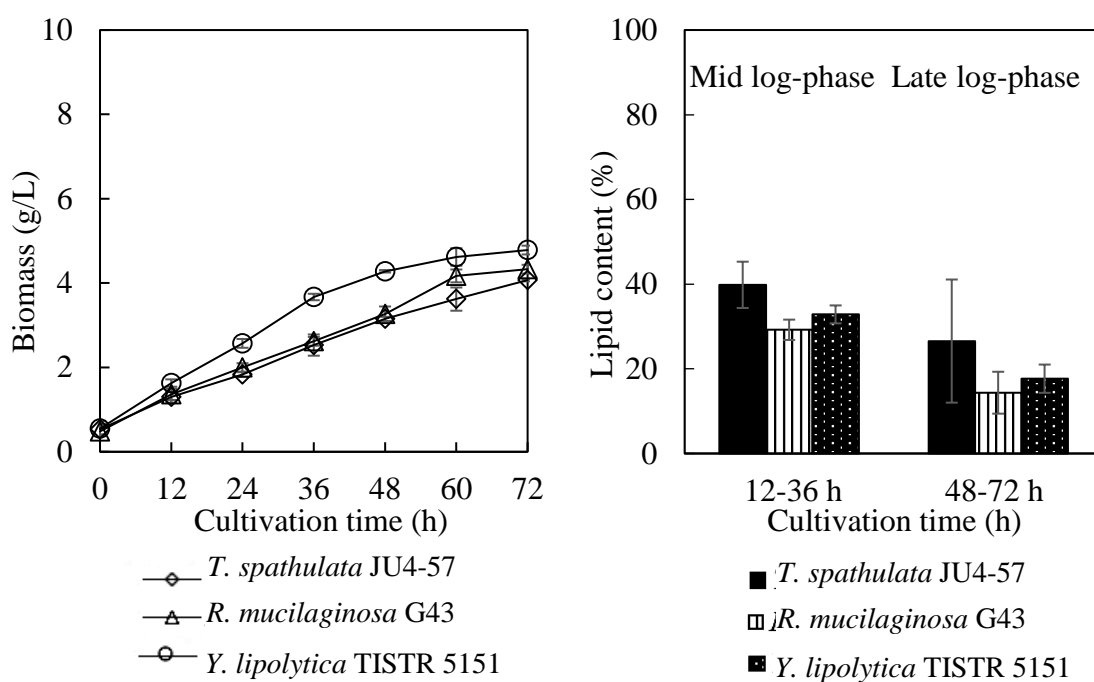 10
8
6
4
2
0
Biomass (g/L)
0 12 24 36 48 60 72
Cultivation time (h)
T. spathulata JU4-57
R. mucilaginosa G43
Y. lipolytica TISTR 5151
100
80
60
40
20
0
Lipid content (%)
Mid log-phase Late log-phase
12-36 h 48-72 h
Cultivation time (h)
T. spathulata JU4-57
R. mucilaginosa G43
Y. lipolytica TISTR 5151